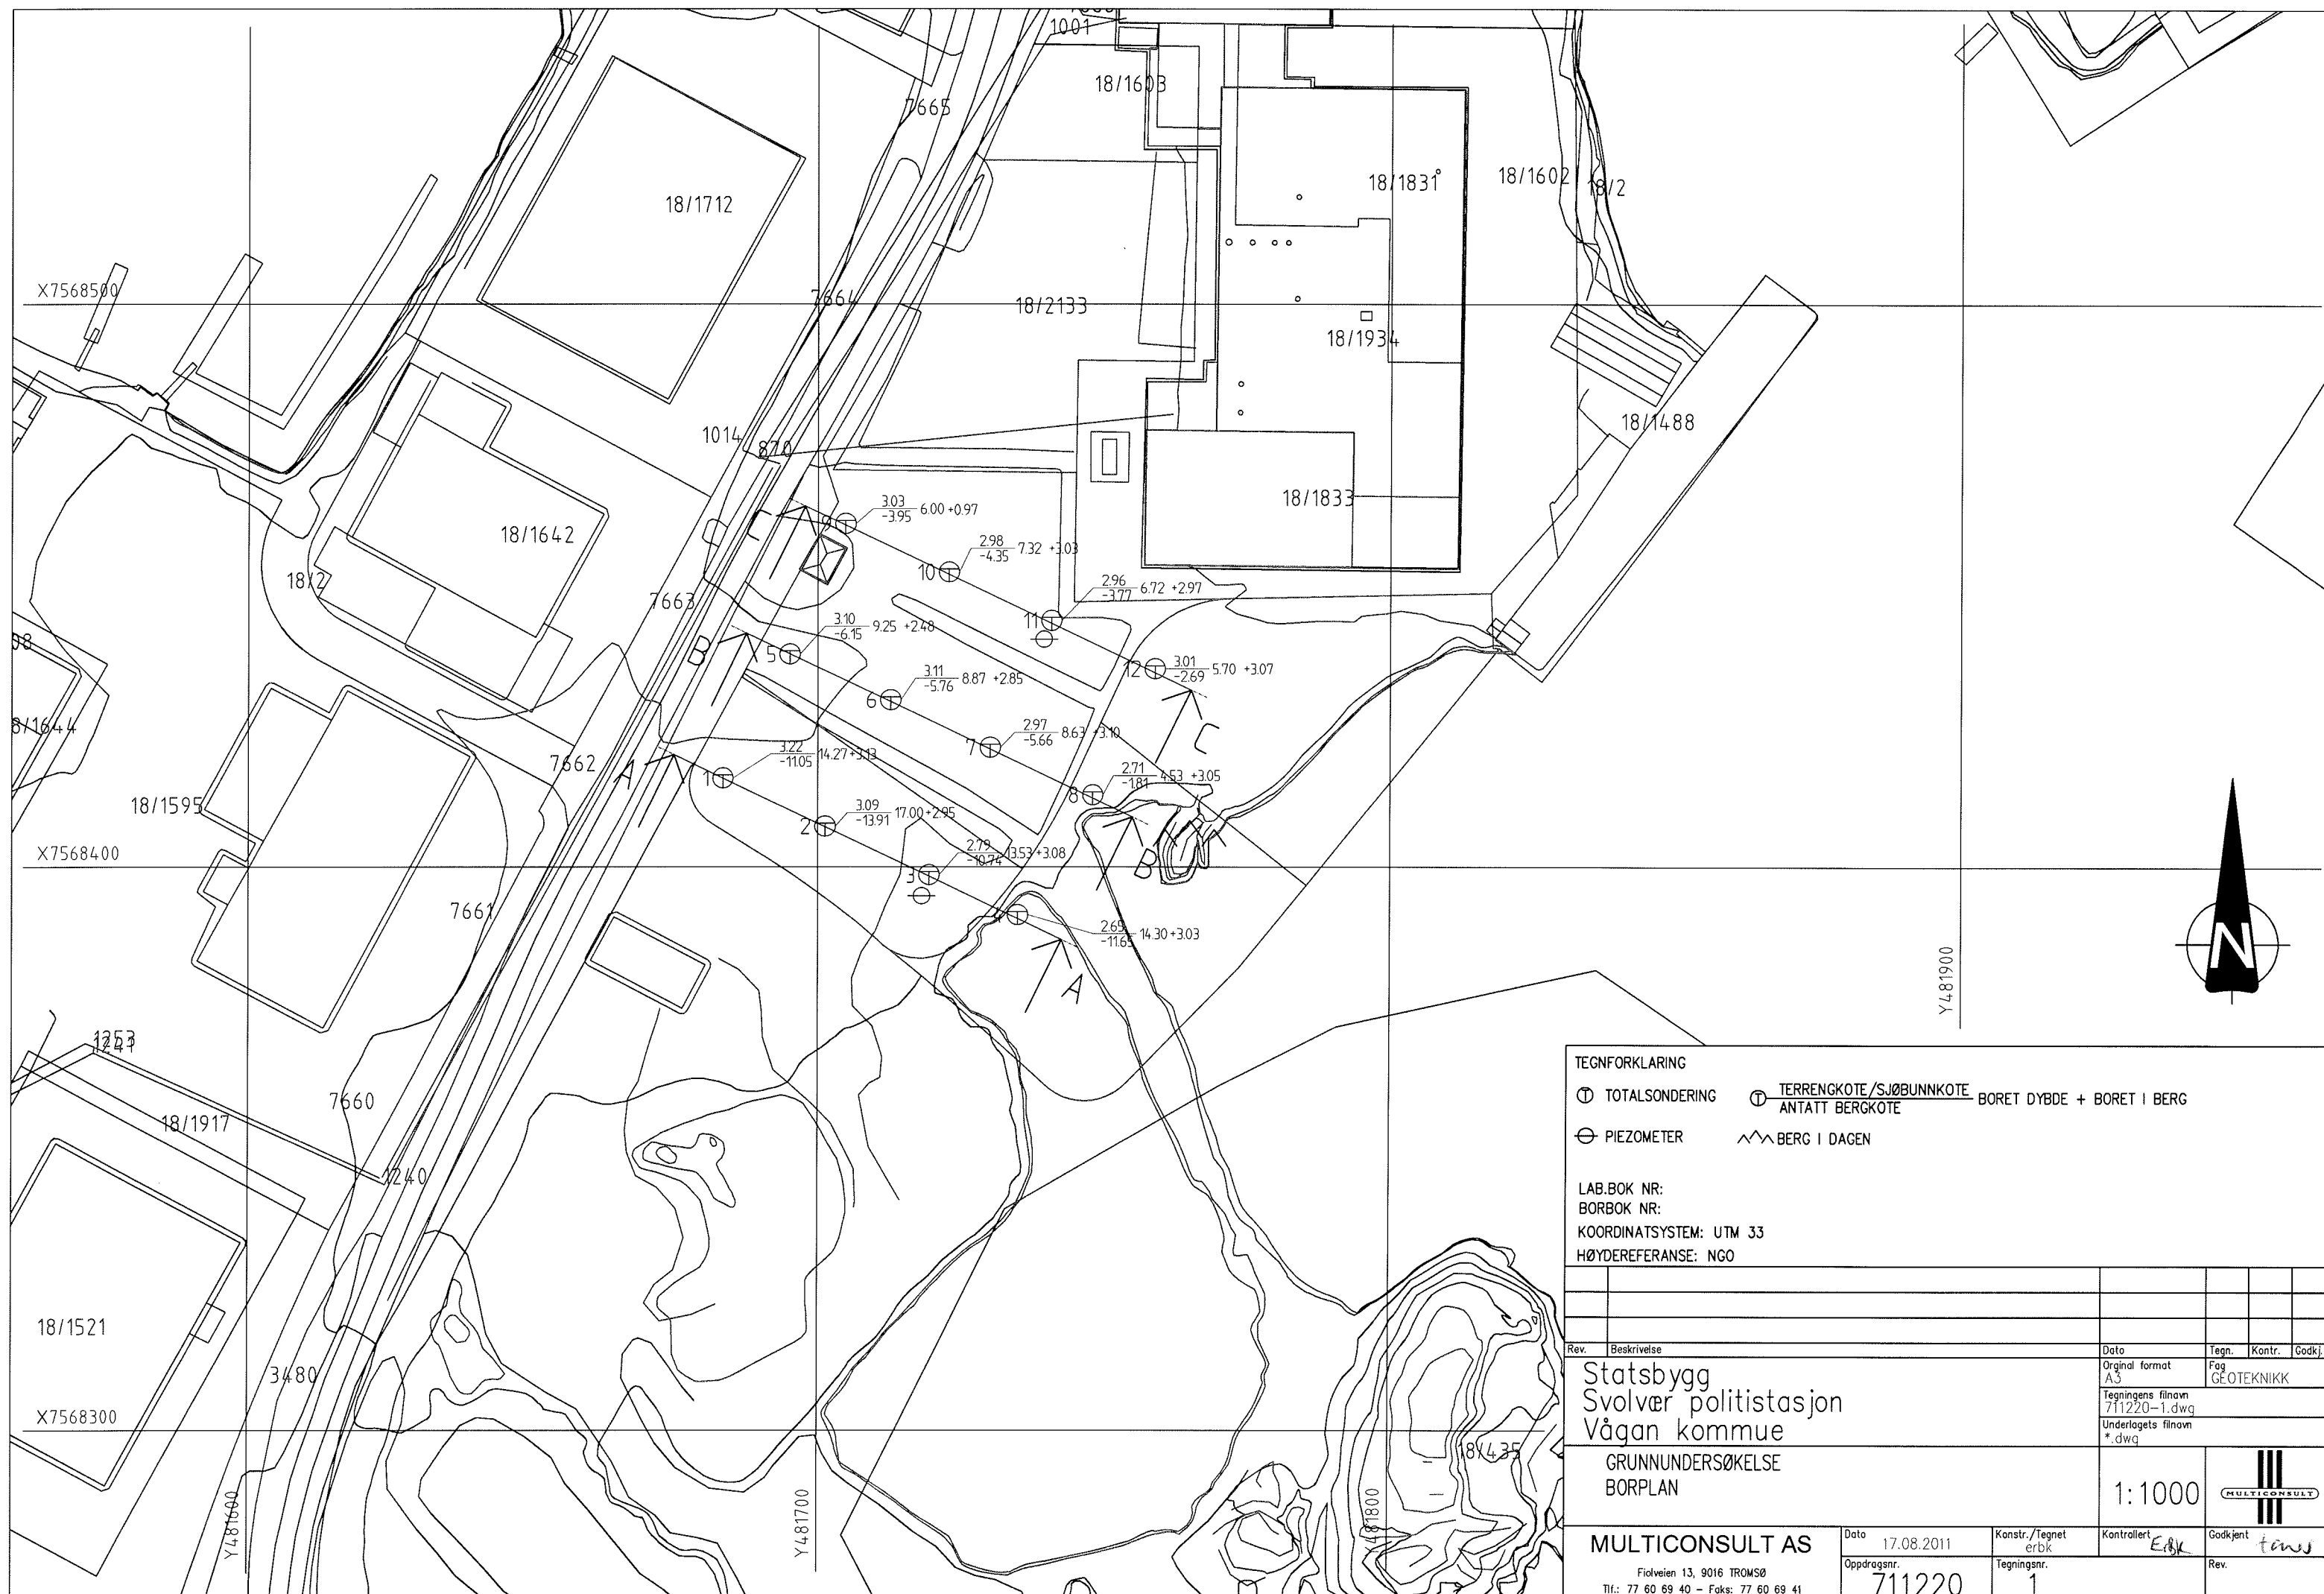 1001
18/1603
7665
18/1831
18/1602
18/2
18/1712
X7568500
7664
18/2133
18/1934
18/1488
1014
870
18/1833
18/1642
C
9
3.03
-3.95
6.00 +0.97
10
2.98
-4.35
7.32 +3.03
18/2
7663
11
2.96
-3.77
6.72 +2.97
B
5
3.10
-6.15
9.25 +2.48
12
3.01
-2.69
5.70 +3.07
6
3.11
-5.76
8.87 +2.85
C
7
2.97
-5.66
8.63 +3.10
8/1644
7662
A
1
3.22
-11.05
14.27 +3.13
8
2.71
-1.81
4.53 +3.05
18/1595
2
3.09
-13.91
17.00 +2.95
X7568400
3
2.79
-10.74
13.53 +3.08
B
7661
4
2.65
-11.65
14.30 +3.03
A
Y481900
N
1253
1241
7660
18/1917
1240
18/1521
3480
X7568300
18/435
Y481600
Y481700
Y481800
TEGNFORKLARING
T TOTALSONDERING
T TERRENGKOTE/SJØBUNNKOTE
ANTATT BERGKOTE
BORET DYBDE + BORET I BERG
PIEZOMETER
BERG I DAGEN
LAB.BOK NR:
BORBOK NR:
KOORDINATSYSTEM: UTM 33
HØYDEREFERANSE: NGO
Rev. Beskrivelse Dato Tegn. Kontr. Godkj.
Statsbygg
Svolvær politistasjon
Vågan kommue
Orginal format
A3
Fag
GEOTEKNIKK
Tegningens filnavn
711220-1.dwg
Underlagets filnavn
*.dwg
GRUNNUNDERSØKELSE
BORPLAN
1:1000
MULTICONSULT
MULTICONSULT AS
Fiolveien 13, 9016 TROMSØ
Tlf.: 77 60 69 40 - Faks: 77 60 69 41
Dato
17.08.2011
Konstr./Tegnet
erbk
Kontrollert
ErBK
Godkjent
Oppdragsnr.
711220
Tegningsnr.
1
Rev.